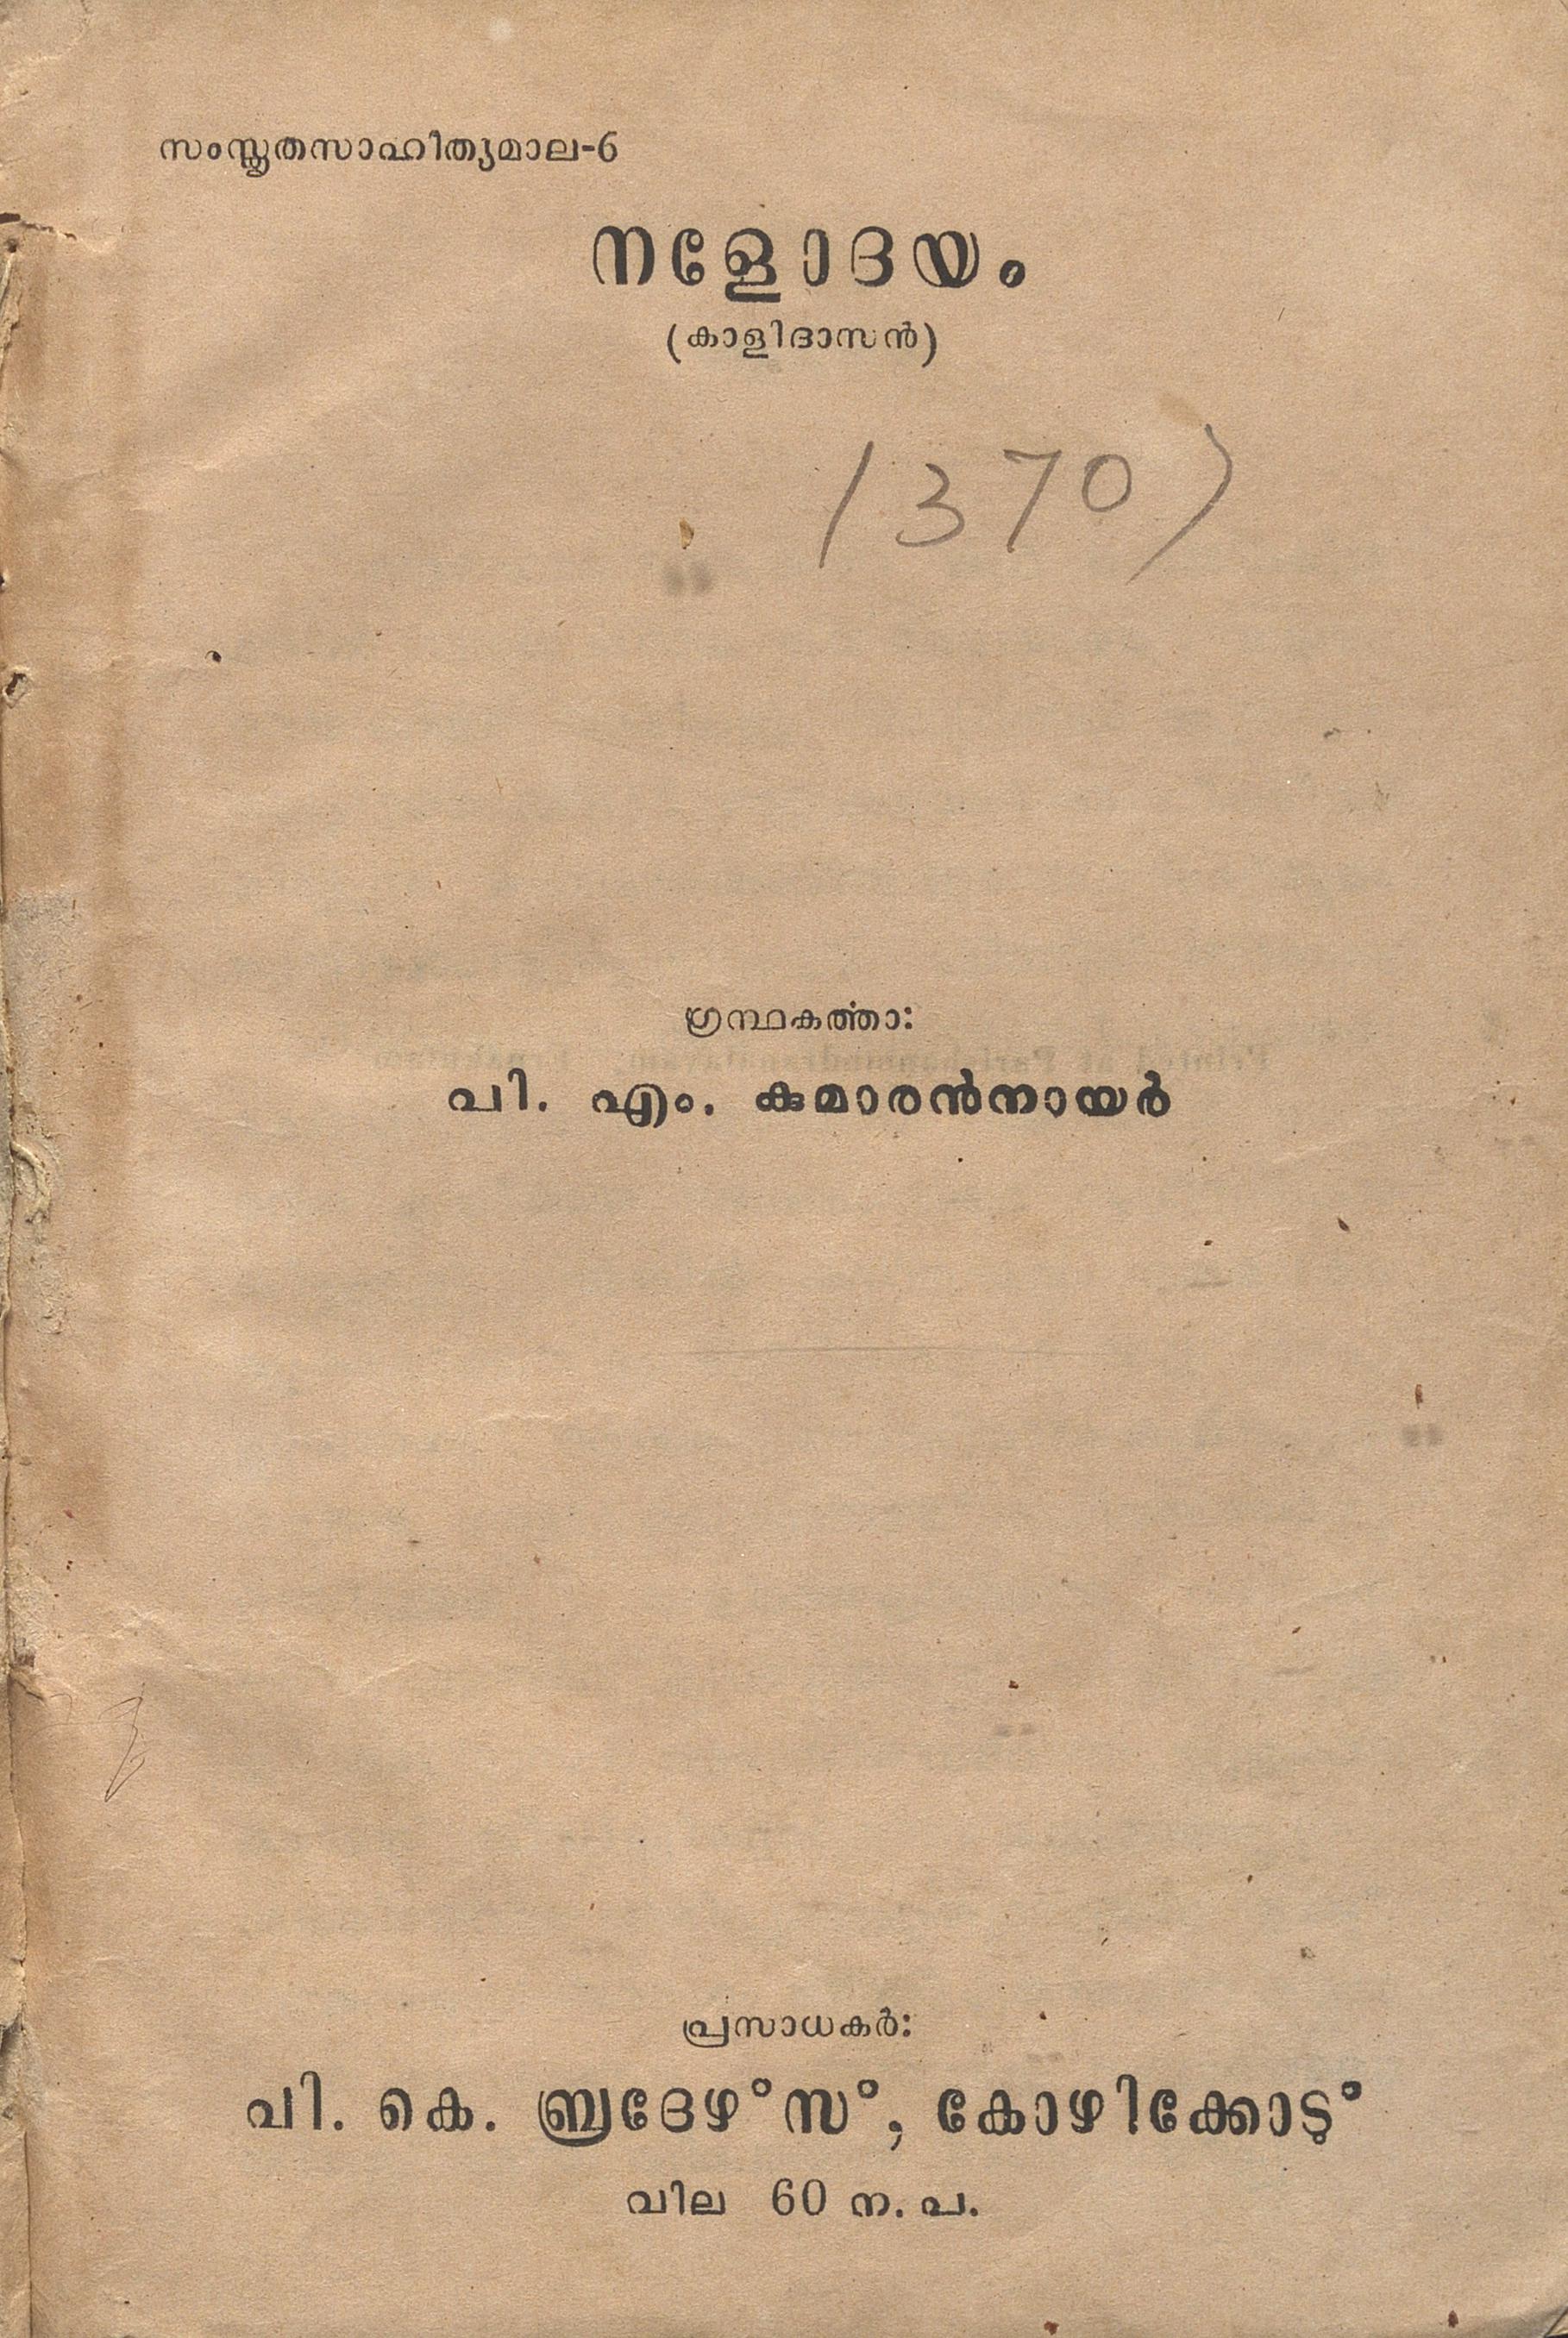 സംസ്കൃതസാഹിത്യമാല-6
നളോദയം
(കാളിദാസൻ)
1370)
ഗ്രന്ഥകർത്താ:
പി. എം. കുമാരൻനായർ
പ്രസാധകർ:
പി. കെ. ബ്രദേഴ്‌സ്, കോഴിക്കോടു്
വില 60 ന. പ.